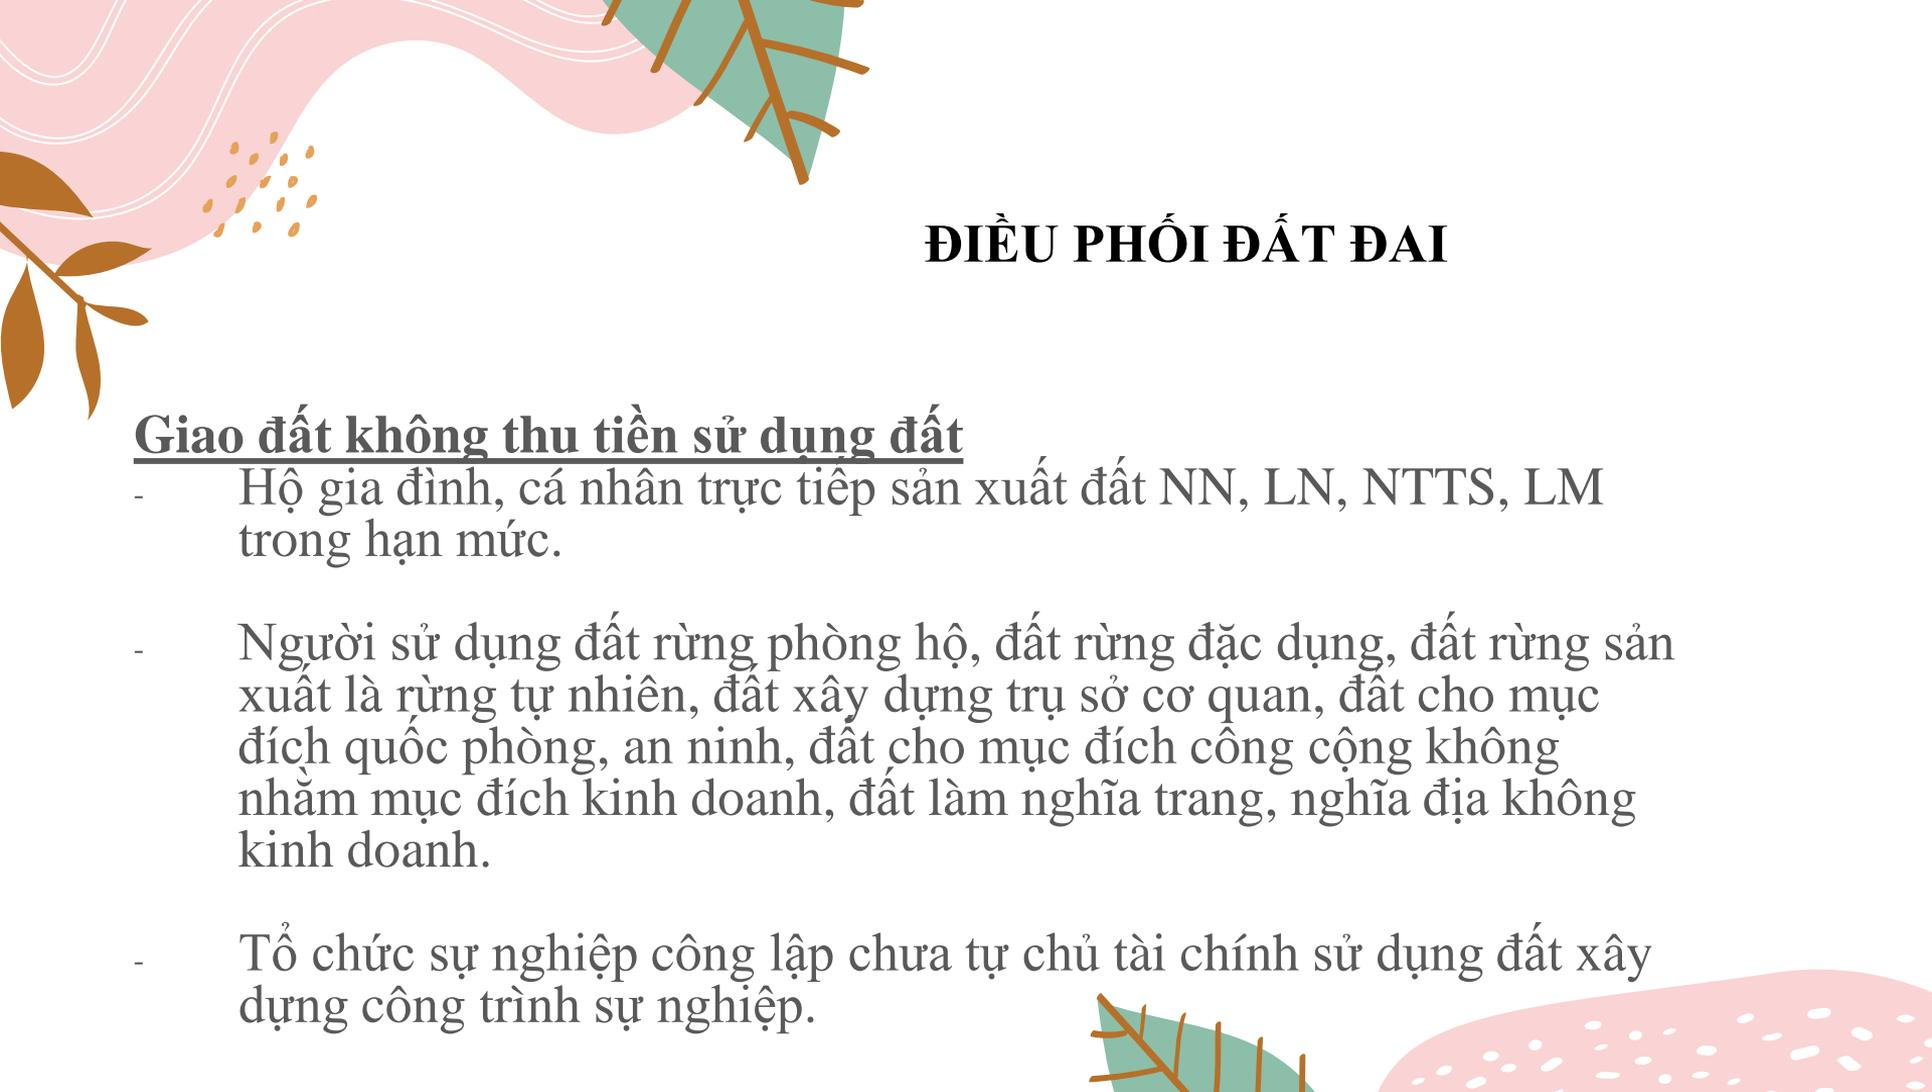 ĐIỀU PHỐI ĐẤT ĐAI
Giao đất không thu tiền sử dụng đất
- Hộ gia đình, cá nhân trực tiếp sản xuất đất NN, LN, NTTS, LM
trong hạn mức.
- Người sử dụng đất rừng phòng hộ, đất rừng đặc dụng, đất rừng sản
xuất là rừng tự nhiên, đất xây dựng trụ sở cơ quan, đất cho mục
đích quốc phòng, an ninh, đất cho mục đích công cộng không
nhằm mục đích kinh doanh, đất làm nghĩa trang, nghĩa địa không
kinh doanh.
- Tổ chức sự nghiệp công lập chưa tự chủ tài chính sử dụng đất xây
dựng công trình sự nghiệp.